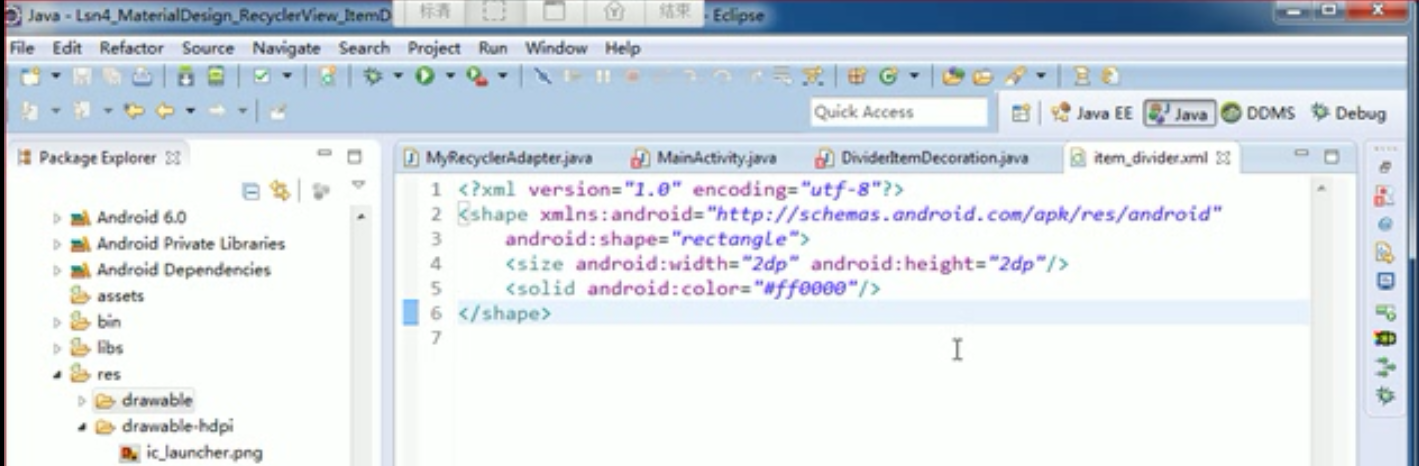 Java - Lsn4_MaterialDesign_RecyclerView_ItemD
标清
结束
- Eclipse
File Edit Refactor Source Navigate Search Project Run Window Help
Quick Access
Java EE Java DDMS Debug
Package Explorer
MyRecyclerAdapter.java MainActivity.java DividerItemDecoration.java item_divider.xml
1 <?xml version="1.0" encoding="utf-8"?>
2 <shape xmlns:android="http://schemas.android.com/apk/res/android"
3 android:shape="rectangle">
4 <size android:width="2dp" android:height="2dp"/>
5 <solid android:color="#ff0000"/>
6 </shape>
7
Android 6.0
Android Private Libraries
Android Dependencies
assets
bin
libs
res
drawable
drawable-hdpi
ic_launcher.png